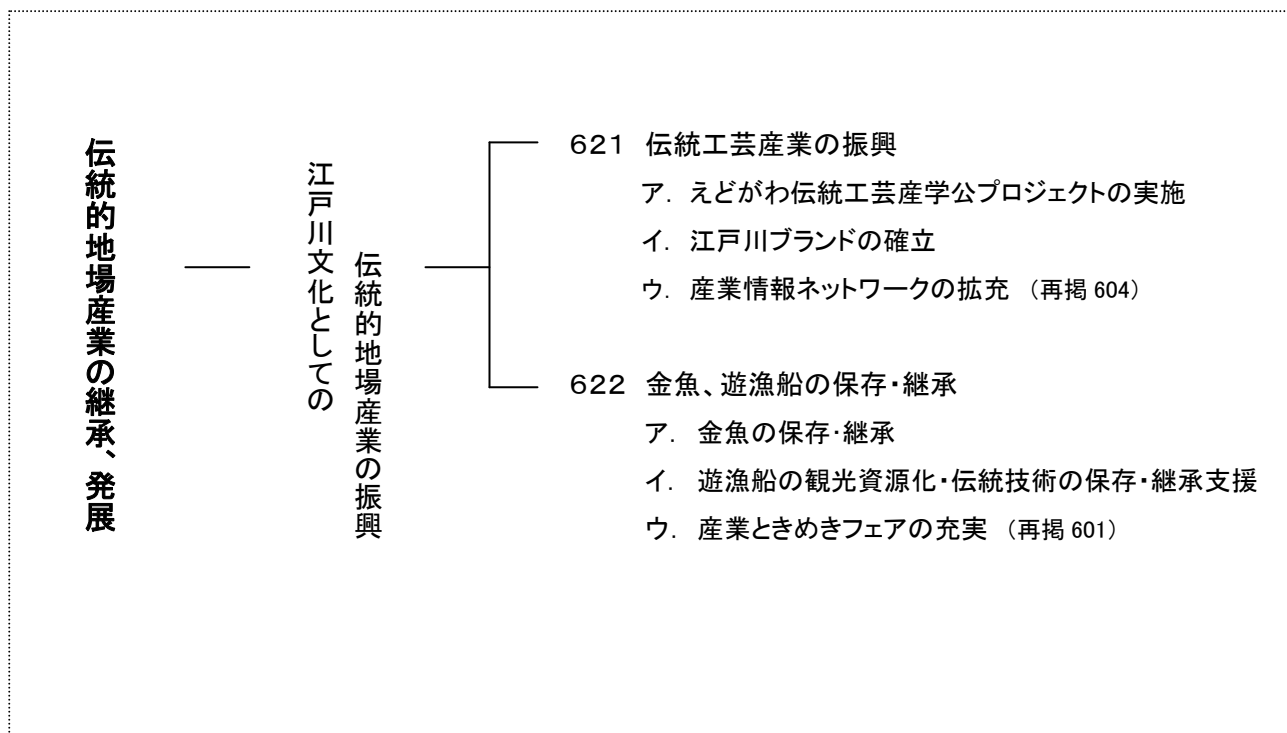 伝統的地場産業の継承、発展
江戸川文化としての
伝統的地場産業の振興
621 伝統工芸産業の振興
ア．えどがわ伝統工芸産学公プロジェクトの実施
イ．江戸川ブランドの確立
ウ．産業情報ネットワークの拡充 （再掲 604）
622 金魚、遊漁船の保存・継承
ア．金魚の保存・継承
イ．遊漁船の観光資源化・伝統技術の保存・継承支援
ウ．産業ときめきフェアの充実 （再掲 601）